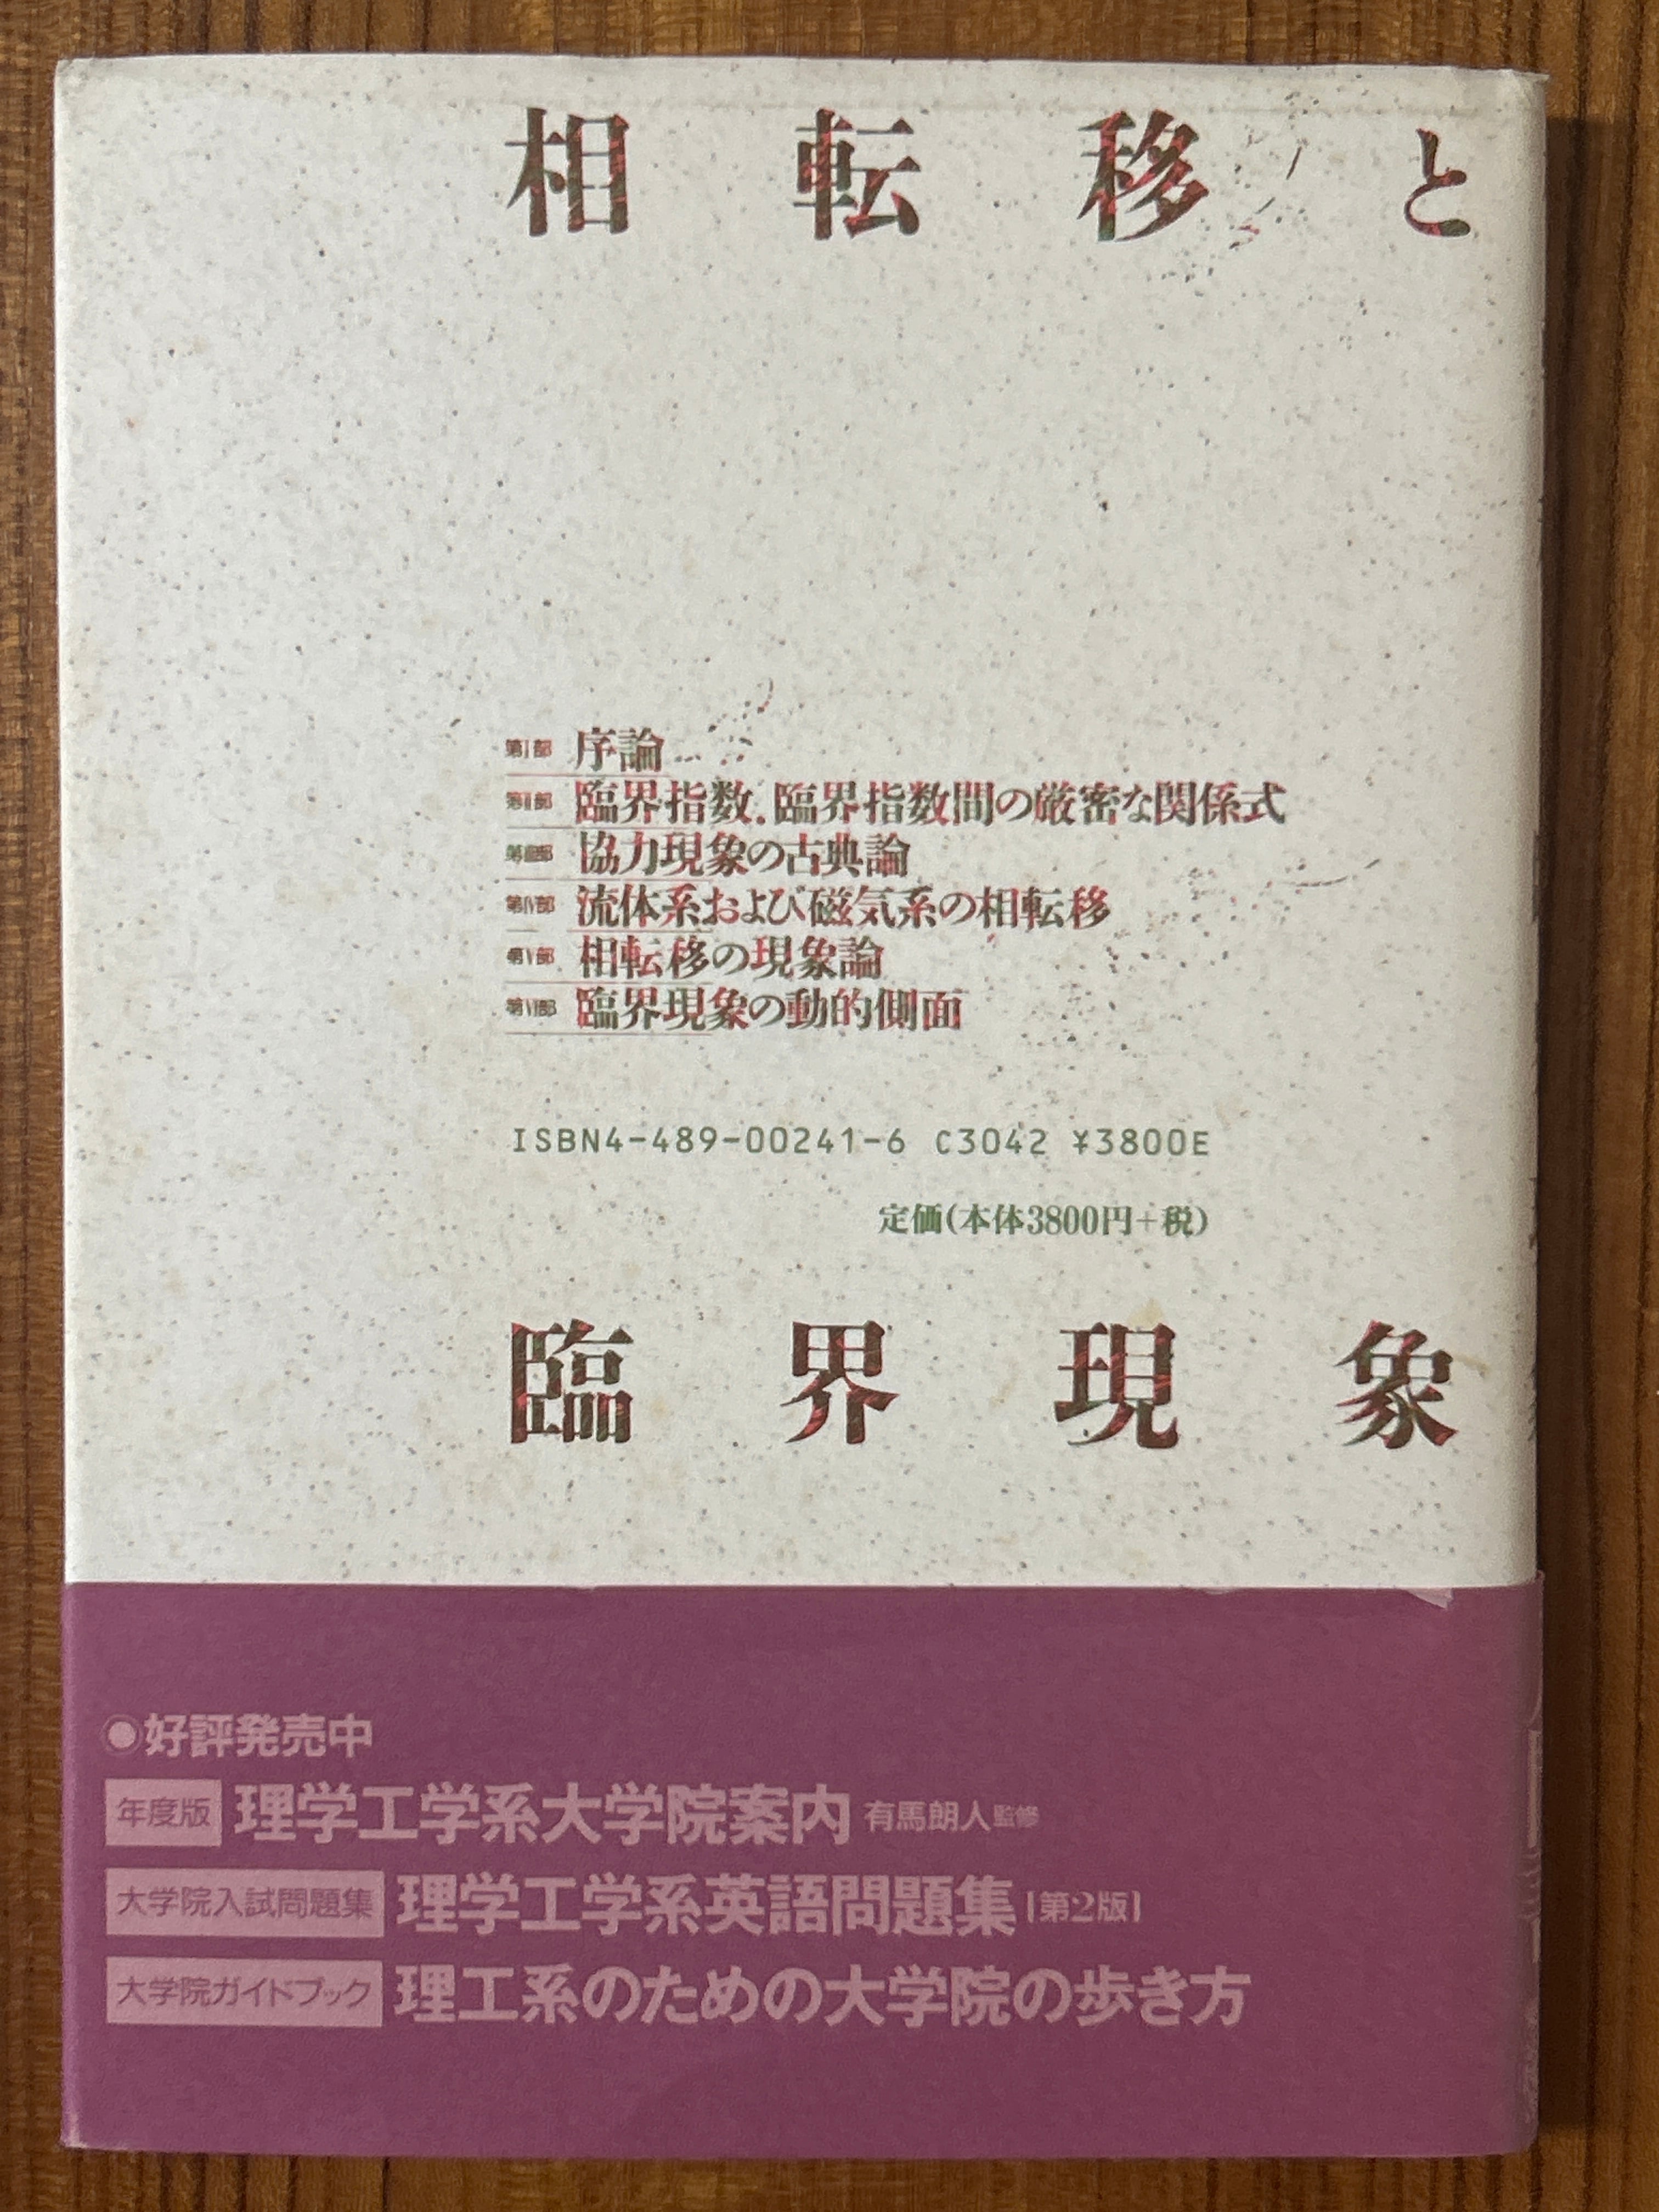 相転移と
第I部 序論
第II部 臨界指数.臨界指数間の厳密な関係式
第III部 協力現象の古典論
第IV部 流体系および磁気系の相転移
第V部 相転移の現象論
第VI部 臨界現象の動的側面
ISBN4-489-00241-6 C3042 ¥3800E
定価(本体3800円+税)
臨界現象
●好評発売中
年度版 理学工学系大学院案内 有馬朗人監修
大学院入試問題集 理学工学系英語問題集[第2版]
大学院ガイドブック 理工系のための大学院の歩き方